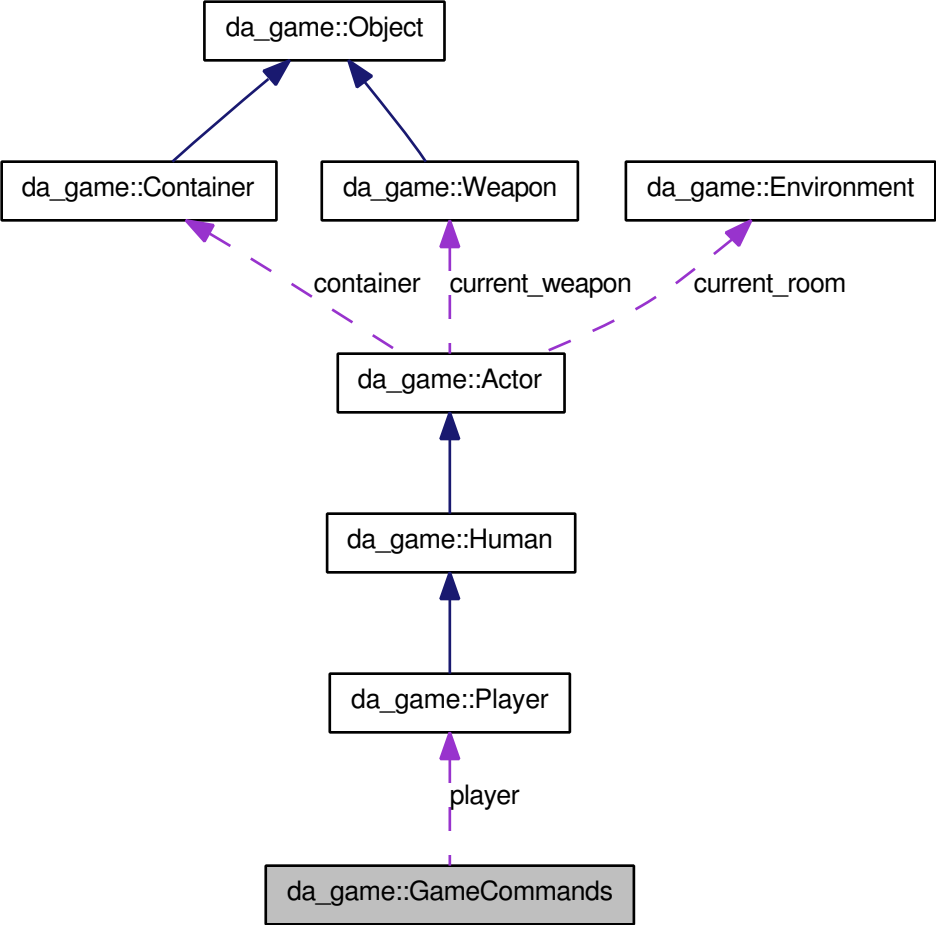 da_game::Object
da_game::Container
da_game::Weapon
da_game::Environment
container
current_weapon
current_room
da_game::Actor
da_game::Human
da_game::Player
player
da_game::GameCommands